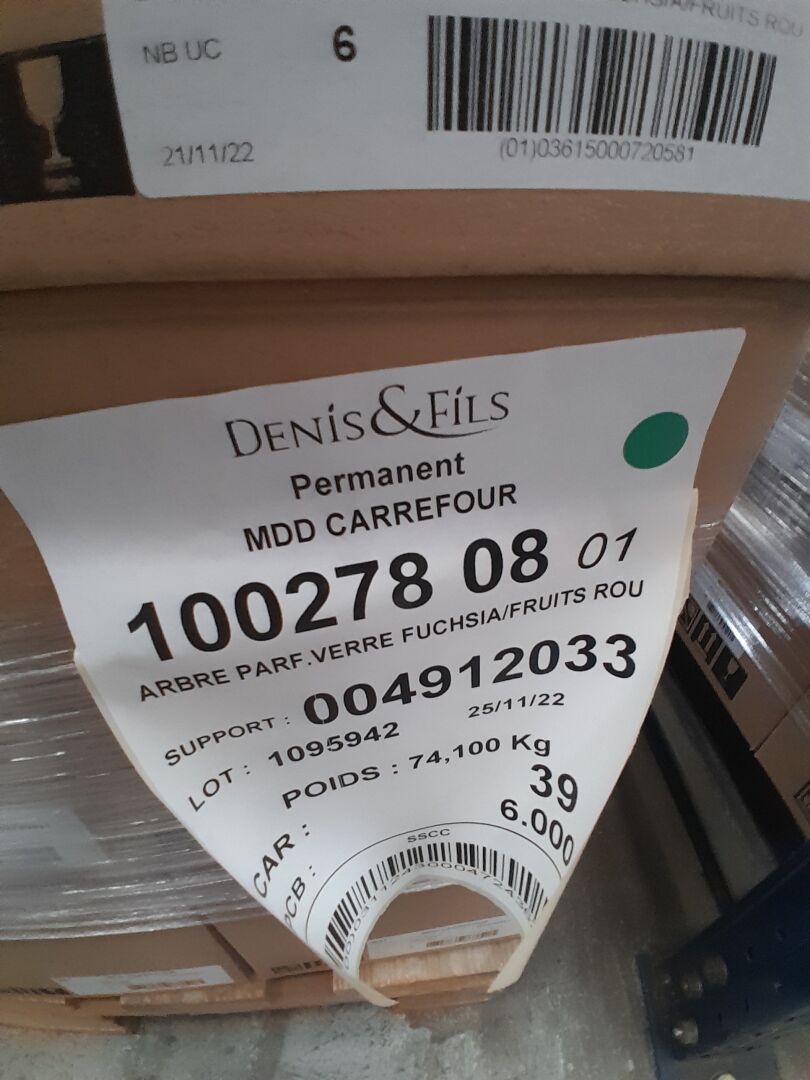 FRUITS ROU
NB UC 6
21/11/22
(01)03615000720581
DENIS&FILS
Permanent
MDD CARREFOUR
100278 08 01
ARBRE PARF.VERRE FUCHSIA/FRUITS ROU
SUPPORT : 004912033
LOT : 1095942 25/11/22
POIDS : 74,100 Kg
CAR : 39
PCB : 6.000
SSCC